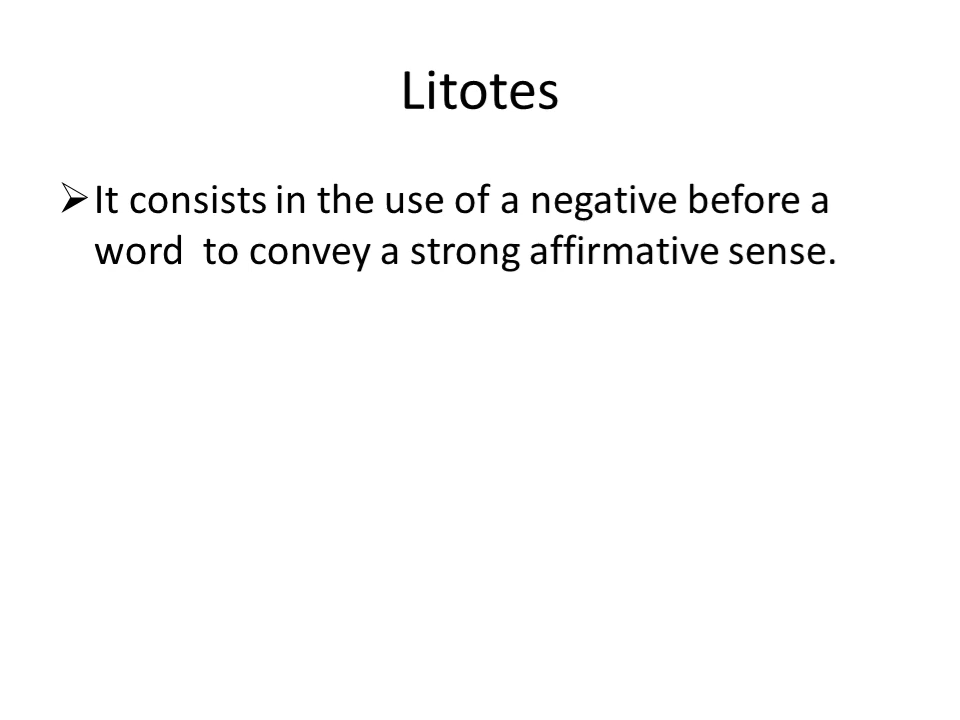 Litotes
➢It consists in the use of a negative before a
word  to convey a strong affirmative sense.